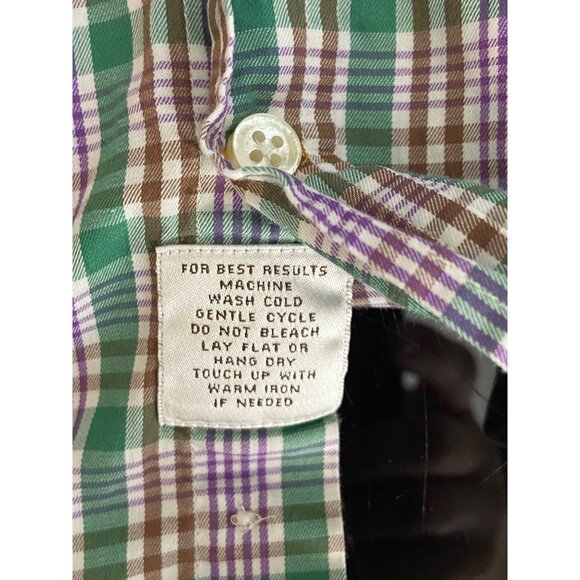 FOR BEST RESULTS
MACHINE
WASH COLD
GENTLE CYCLE
DO NOT BLEACH
LAY FLAT OR
HANG DRY
TOUCH UP WITH
WARM IRON
IF NEEDED